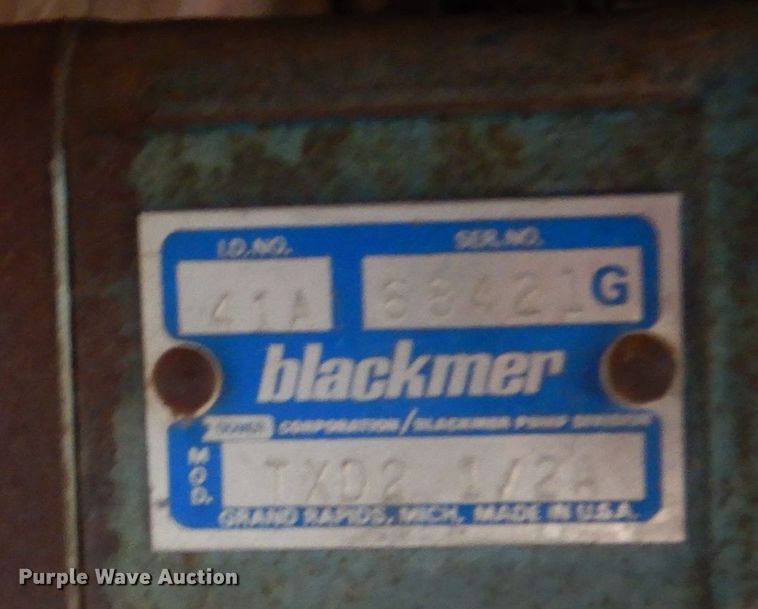 I.D. NO. SER. NO.
41A G
blackmer
DOVER CORPORATION/BLACKMER PUMP DIVISION
MOD. TXD2 1/2A
GRAND RAPIDS, MICH. MADE IN U.S.A.
Purple Wave Auction